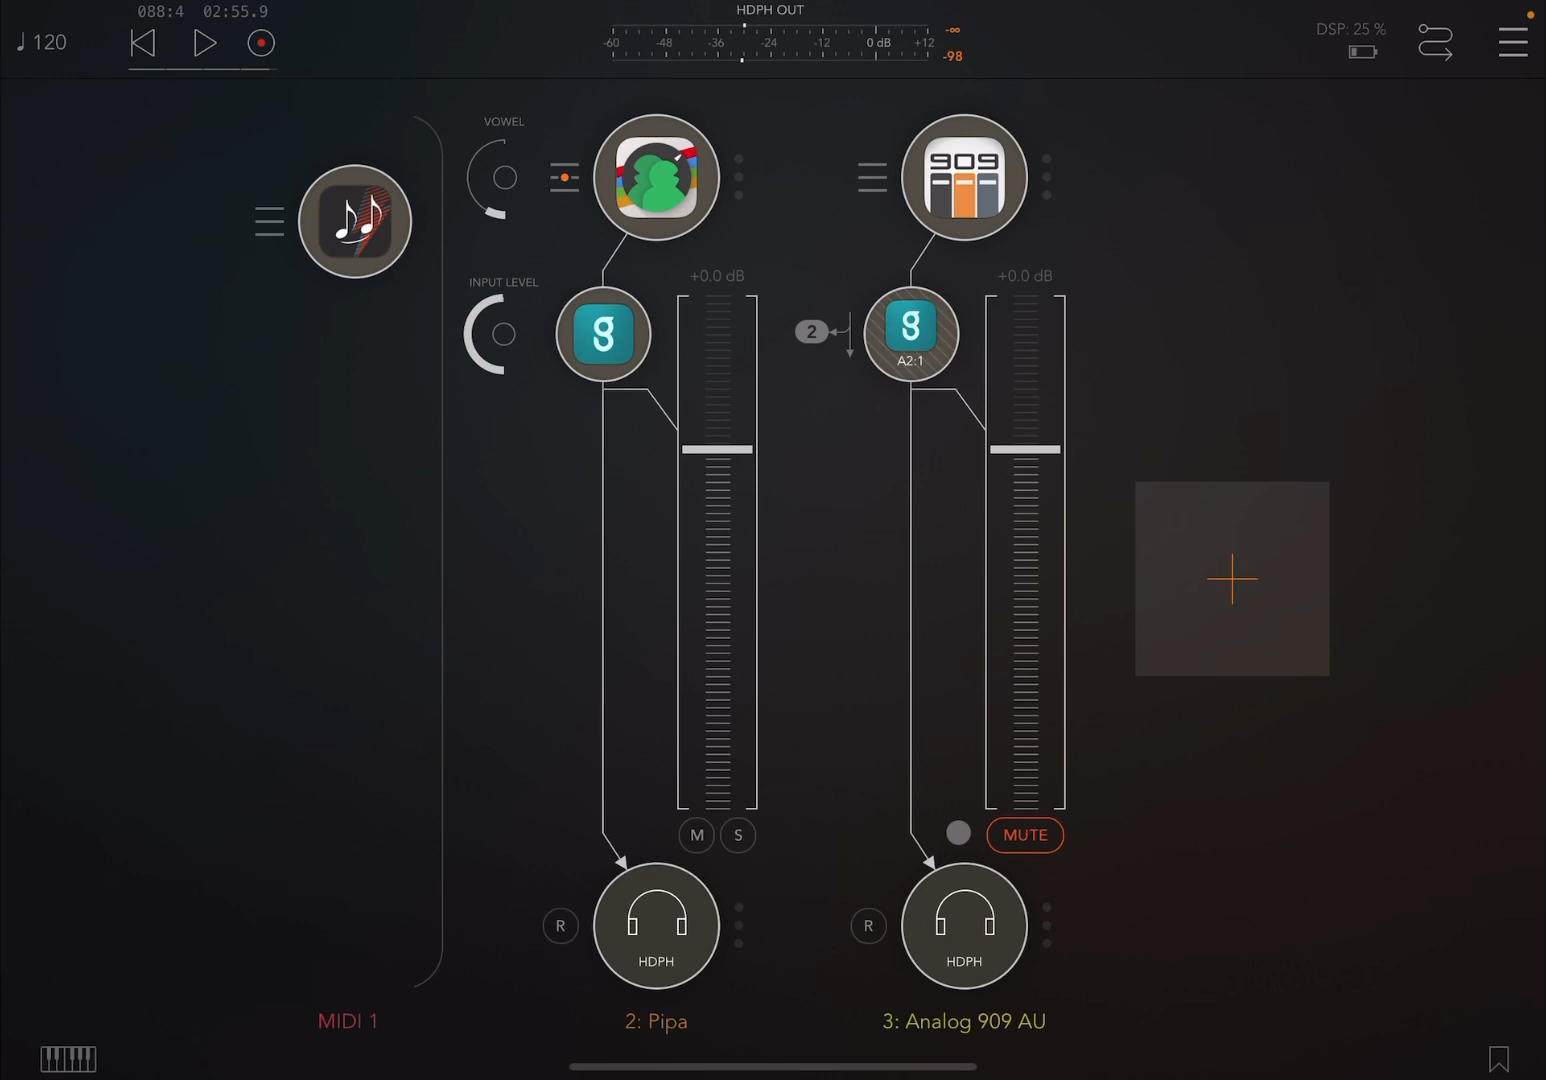 HDPH OUT
088:4 02:55.9
120
-60 -48 -36 -24 -12 0 dB +12
-∞
-98
DSP: 25 %
VOWEL
909
INPUT LEVEL
+0.0 dB
+0.0 dB
2
A2:1
M S
MUTE
R
R
HDPH
HDPH
MIDI 1
2: Pipa
3: Analog 909 AU